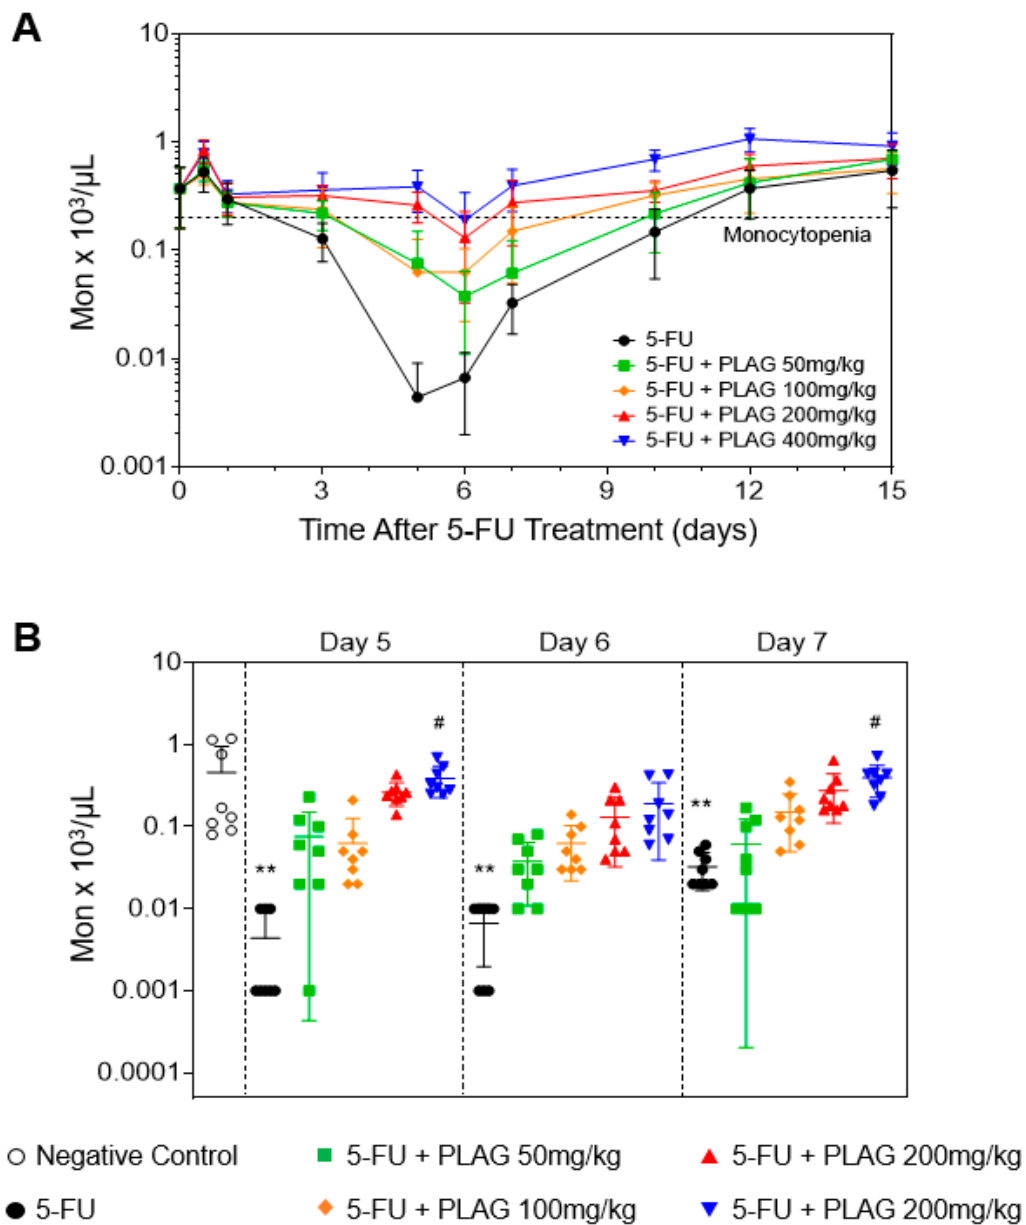 A
10
1
0.1
0.01
0.001
Mon x 10³/µL
Monocytopenia
5-FU
5-FU + PLAG 50mg/kg
5-FU + PLAG 100mg/kg
5-FU + PLAG 200mg/kg
5-FU + PLAG 400mg/kg
0 3 6 9 12 15
Time After 5-FU Treatment (days)
B
Day 5 Day 6 Day 7
10
1
0.1
0.01
0.001
0.0001
Mon x 10³/µL
** # ** ** #
Negative Control 5-FU + PLAG 50mg/kg 5-FU + PLAG 200mg/kg
5-FU 5-FU + PLAG 100mg/kg 5-FU + PLAG 200mg/kg